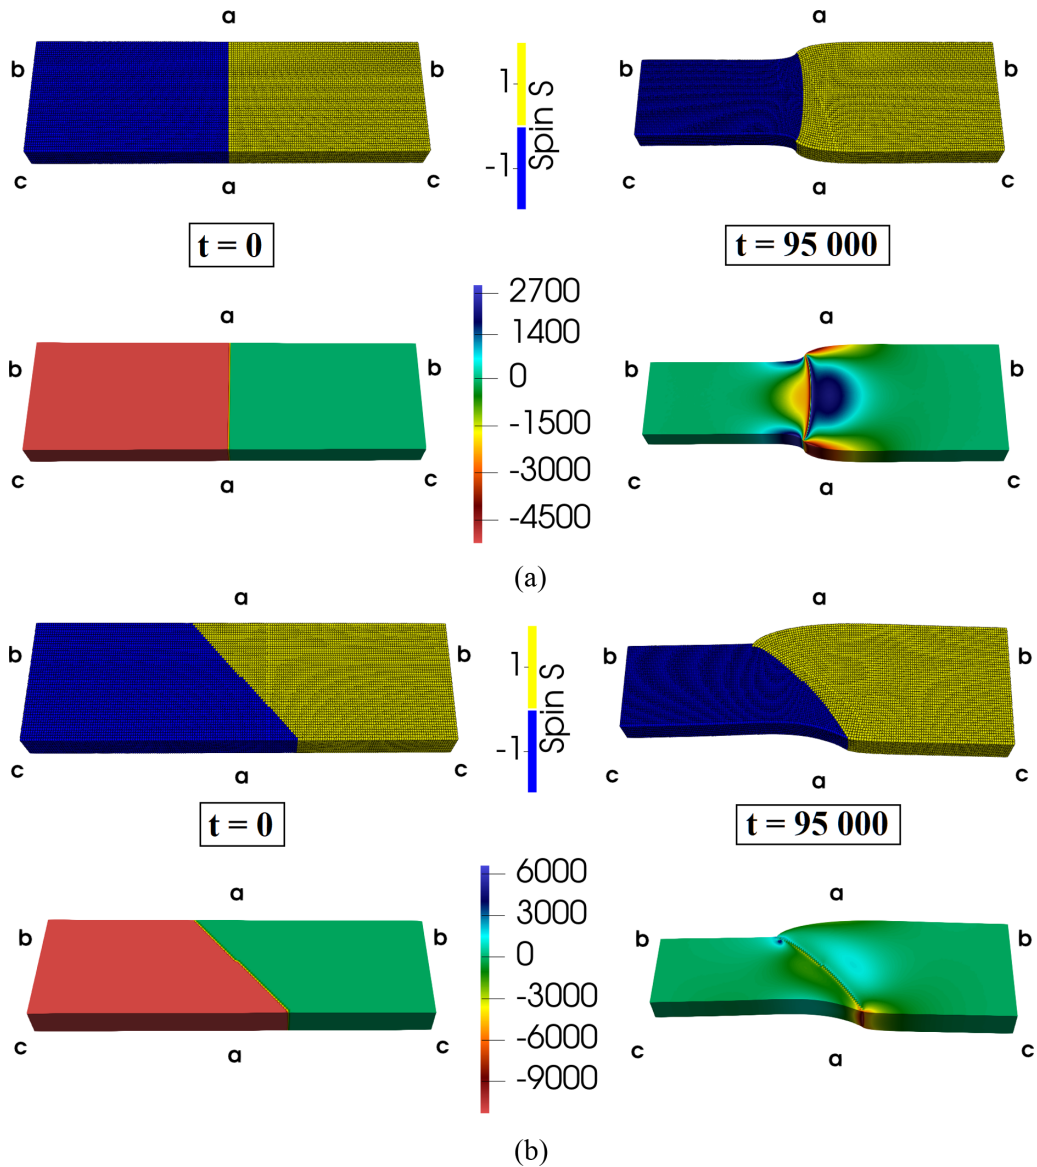 a a
b b b b
1
-1
Spin S
c a c c a c
t = 0 t = 95 000
a 2700 a
b b 1400 b b
0
-1500
-3000
c a c -4500 c a c
(a)
a a
b b b b
1
-1
Spin S
c a c c a c
t = 0 t = 95 000
a 6000 a
b b 3000 b b
0
-3000
-6000
c a c -9000 c a c
(b)